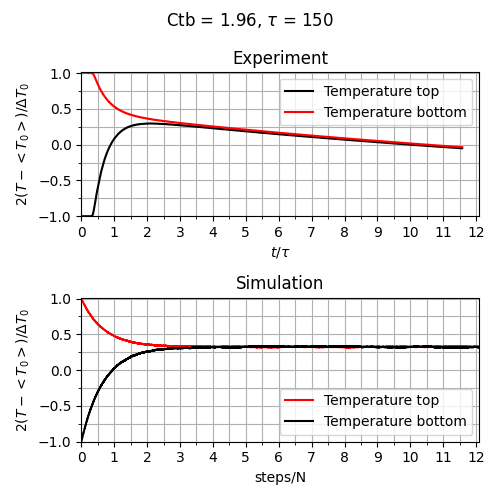 Ctb = 1.96, τ = 150
Experiment
2(T − <T₀>)/ΔT₀
1.0
0.5
0.0
−0.5
−1.0
Temperature top
Temperature bottom
0 1 2 3 4 5 6 7 8 9 10 11 12
t/τ
Simulation
2(T − <T₀>)/ΔT₀
1.0
0.5
0.0
−0.5
−1.0
Temperature top
Temperature bottom
0 1 2 3 4 5 6 7 8 9 10 11 12
steps/N